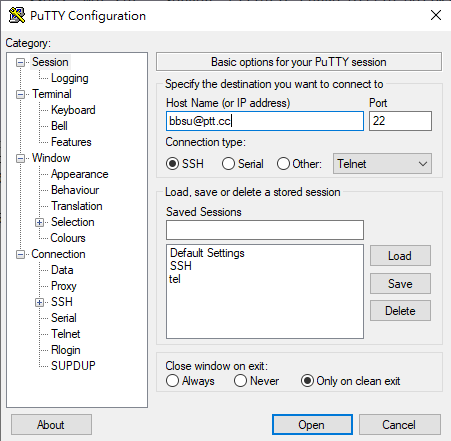 PuTTY Configuration
Category:
Session
Logging
Terminal
Keyboard
Bell
Features
Window
Appearance
Behaviour
Translation
Selection
Colours
Connection
Data
Proxy
SSH
Serial
Telnet
Rlogin
SUPDUP
Basic options for your PuTTY session
Specify the destination you want to connect to
Host Name (or IP address) Port
bbsu@ptt.cc 22
Connection type:
SSH Serial Other: Telnet
Load, save or delete a stored session
Saved Sessions
Default Settings
SSH
tel
Load
Save
Delete
Close window on exit:
Always Never Only on clean exit
About Open Cancel